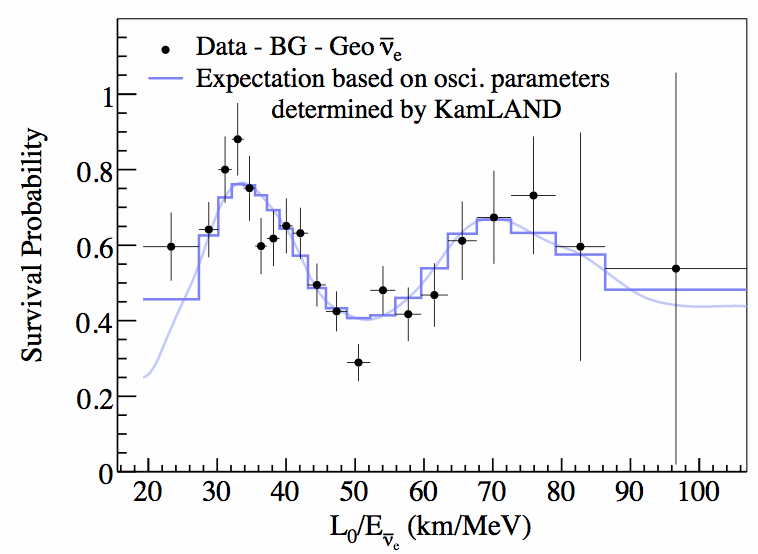 Data - BG - Geo ν̅e
Expectation based on osci. parameters
determined by KamLAND
Survival Probability
1
0.8
0.6
0.4
0.2
0
20 30 40 50 60 70 80 90 100
L0/Eν̅e (km/MeV)